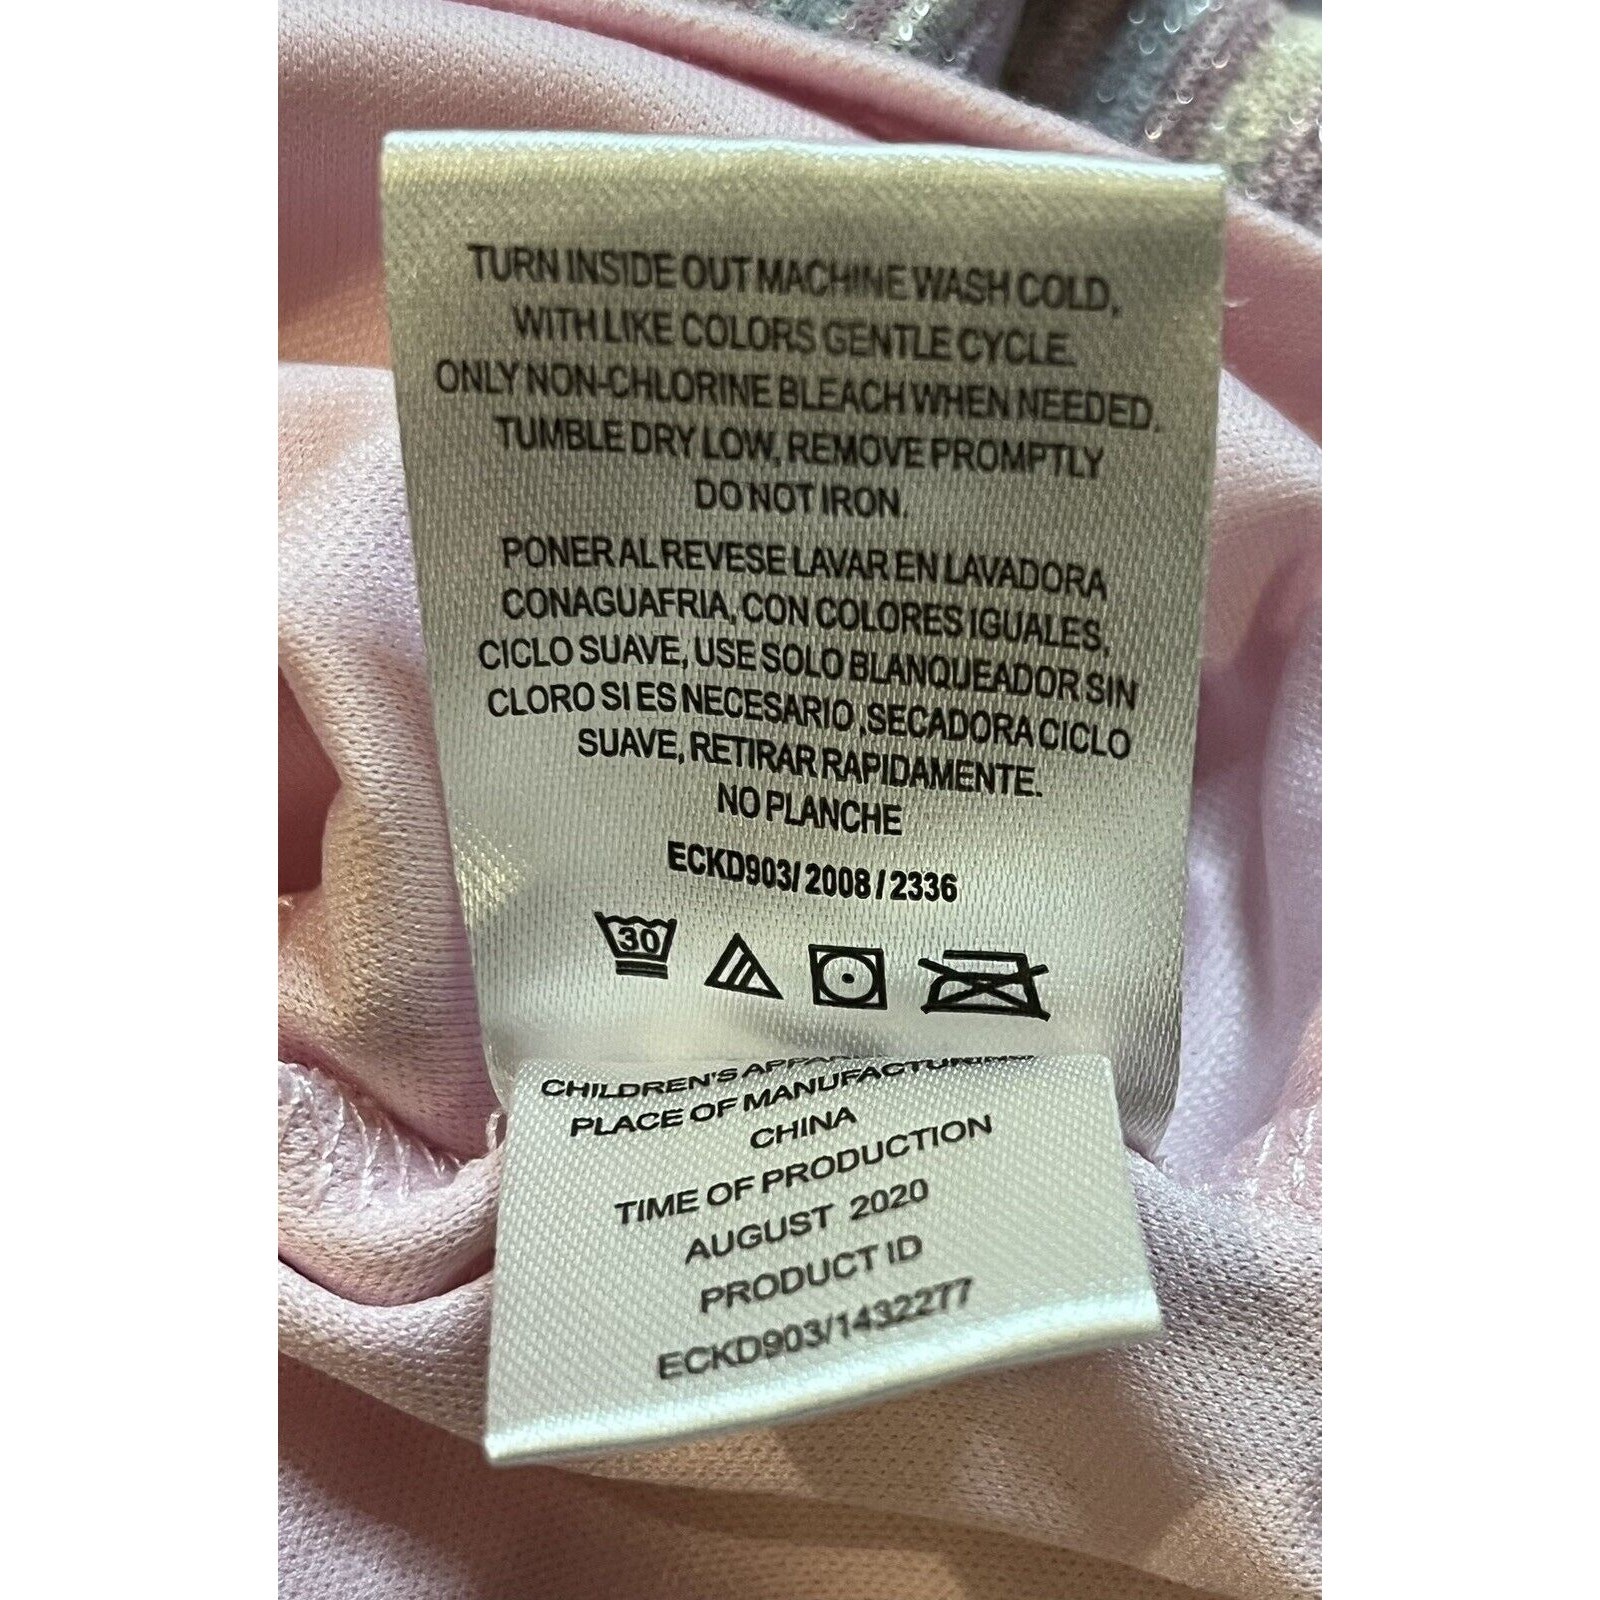 TURN INSIDE OUT MACHINE WASH COLD,
WITH LIKE COLORS GENTLE CYCLE.
ONLY NON-CHLORINE BLEACH WHEN NEEDED.
TUMBLE DRY LOW, REMOVE PROMPTLY
DO NOT IRON.
PONER AL REVESE LAVAR EN LAVADORA
CONAGUAFRIA, CON COLORES IGUALES,
CICLO SUAVE, USE SOLO BLANQUEADOR SIN
CLORO SI ES NECESARIO ,SECADORA CICLO
SUAVE, RETIRAR RAPIDAMENTE.
NO PLANCHE
ECKD903/ 2008 / 2336
30
CHILDREN'S
PLACE OF MANUFACTURING
CHINA
TIME OF PRODUCTION
AUGUST 2020
PRODUCT ID
ECKD903/1432277